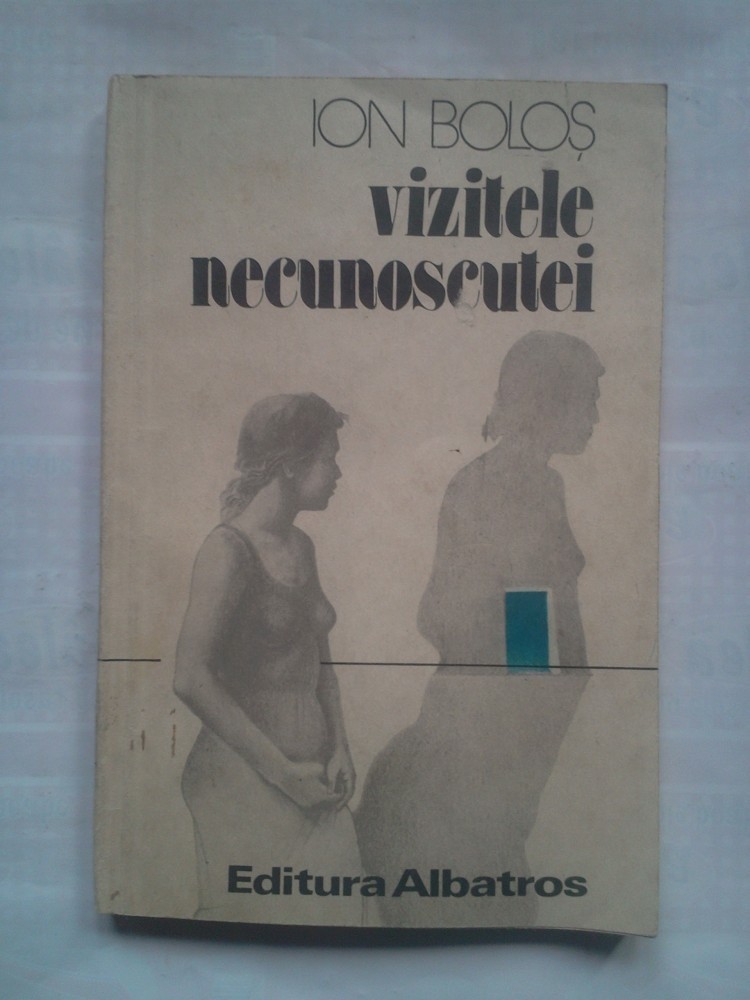 ION BOLOȘ
vizitele
necunoscutei
Editura Albatros